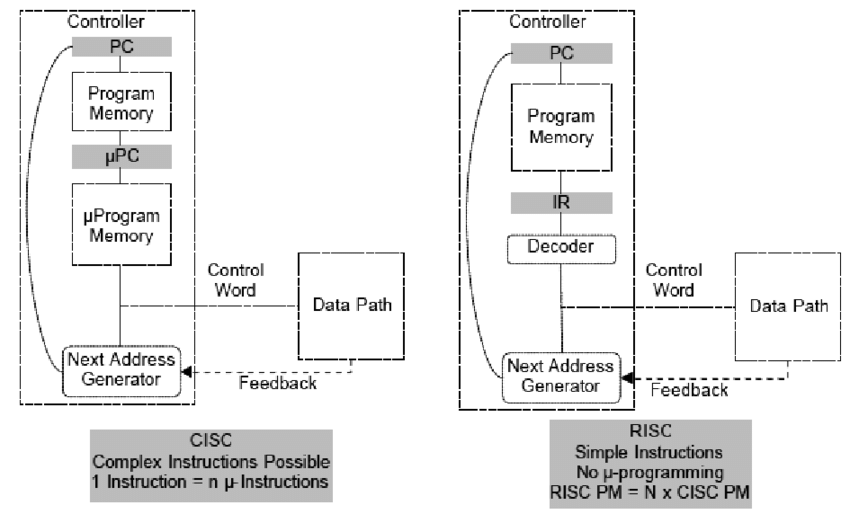 Controller
PC
Program
Memory
µPC
µProgram
Memory
Control
Word
Data Path
Next Address
Generator
Feedback
CISC
Complex Instructions Possible
1 Instruction = n µ-Instructions
Controller
PC
Program
Memory
IR
Decoder
Control
Word
Data Path
Next Address
Generator
Feedback
RISC
Simple Instructions
No µ-programming
RISC PM = N x CISC PM